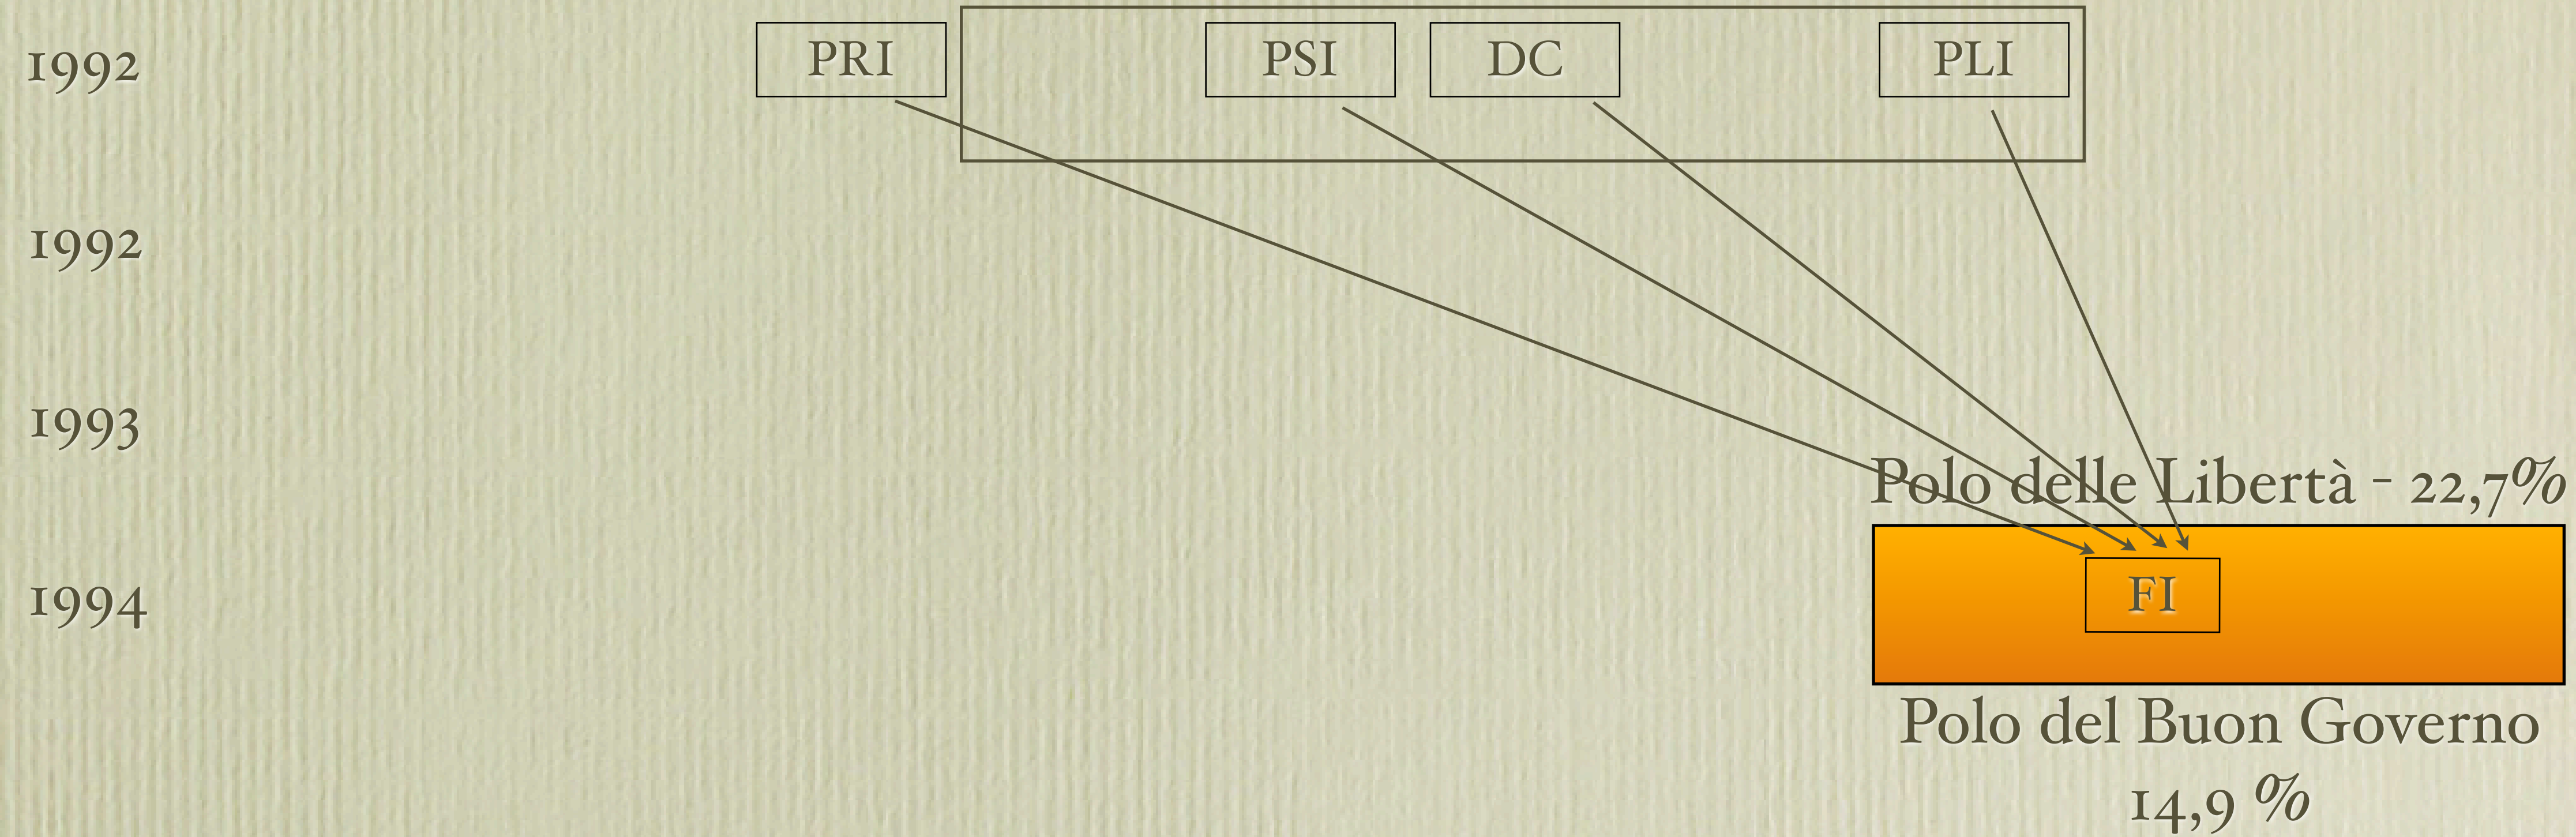 1992 PRI PSI DC PLI
1992
1993
Polo delle Libertà - 22,7%
1994 FI
Polo del Buon Governo
14,9 %